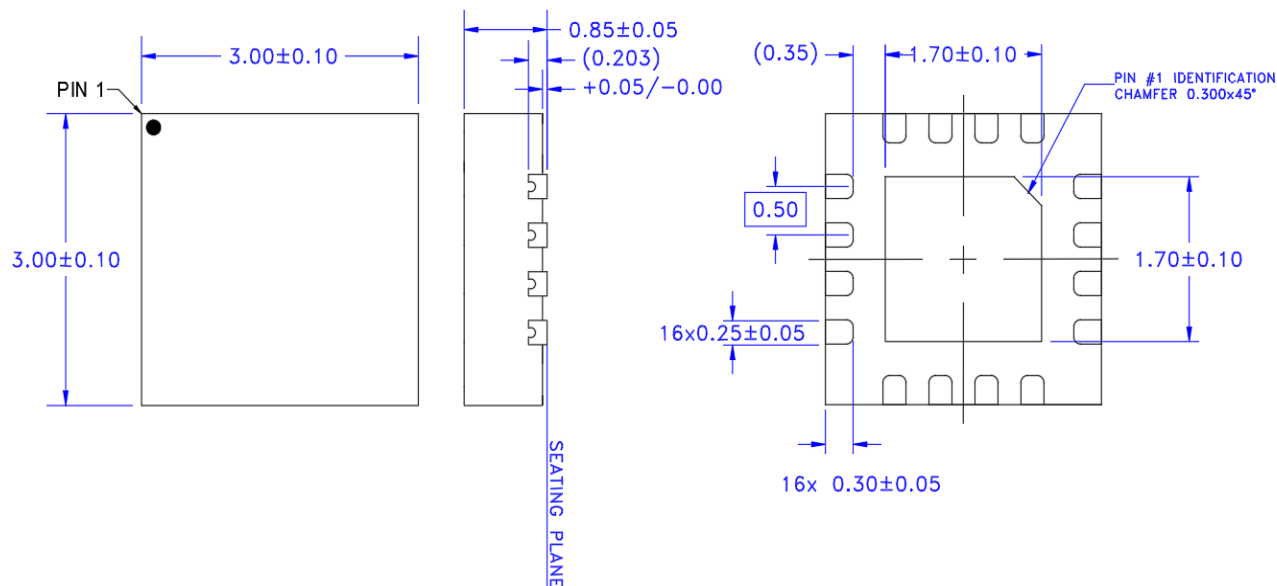 3.00±0.10
PIN 1
3.00±0.10
0.85±0.05
(0.203)
+0.05/−0.00
SEATING PLANE
(0.35)
1.70±0.10
PIN #1 IDENTIFICATION
CHAMFER 0.300x45°
0.50
1.70±0.10
16x0.25±0.05
16x 0.30±0.05